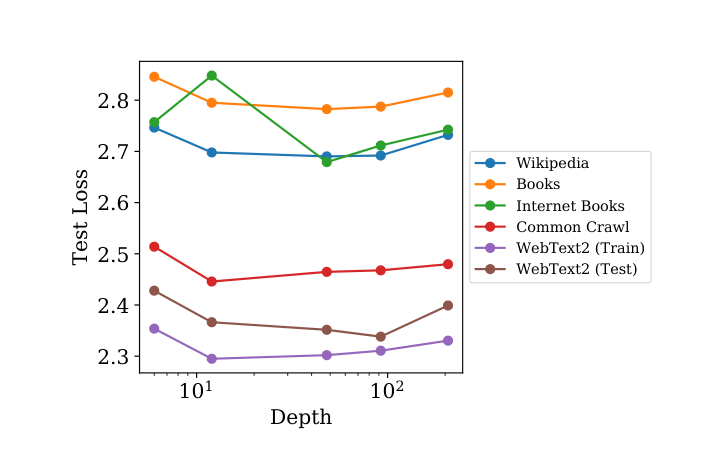 2.8
2.7
2.6
2.5
2.4
2.3
Test Loss
10¹
10²
Depth
Wikipedia
Books
Internet Books
Common Crawl
WebText2 (Train)
WebText2 (Test)